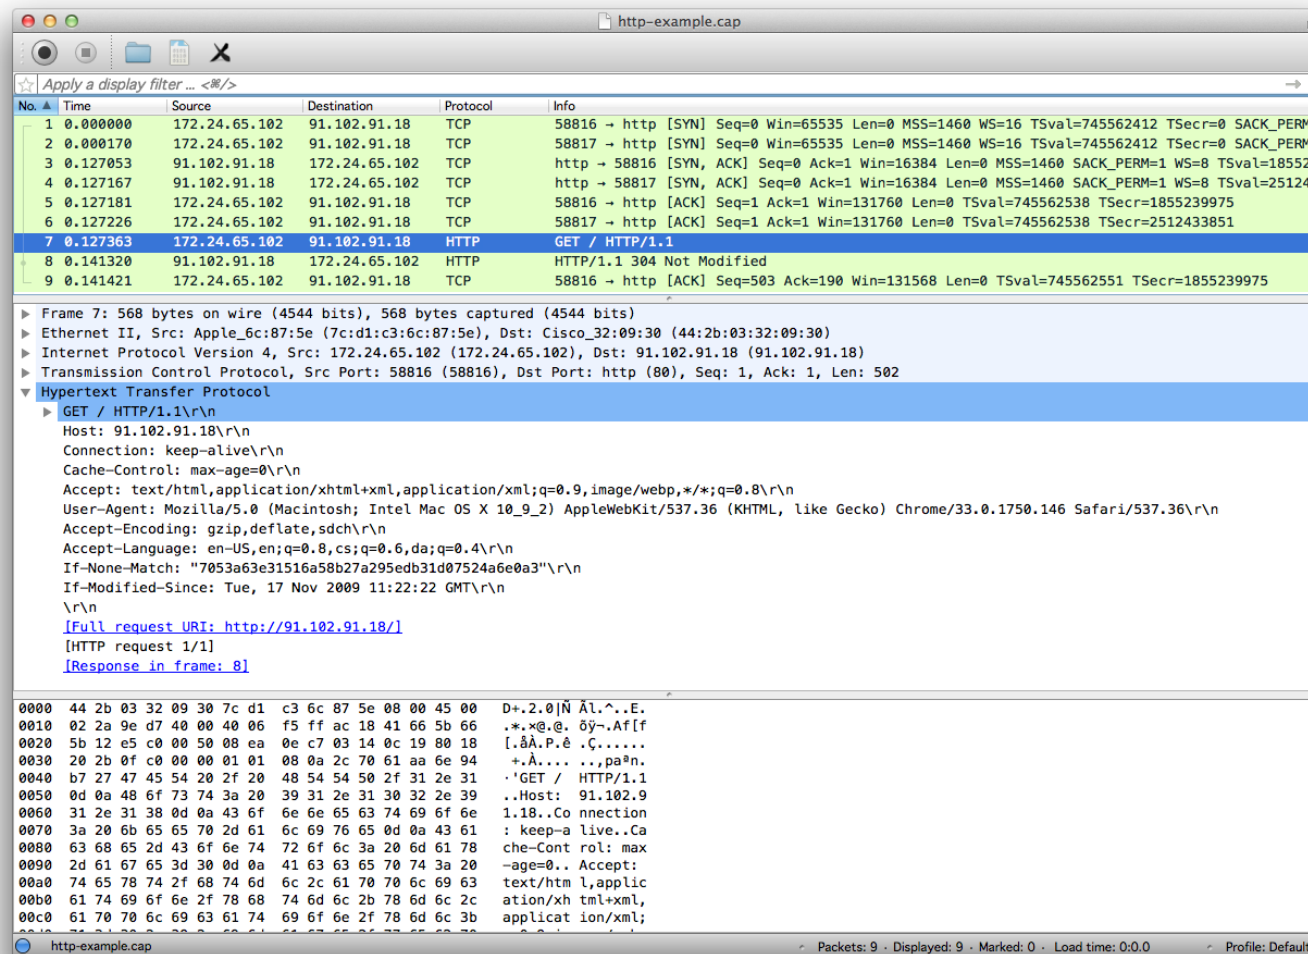 http-example.cap
Apply a display filter ... <⌘/>
No. Time Source Destination Protocol Info
1 0.000000 172.24.65.102 91.102.91.18 TCP 58816 → http [SYN] Seq=0 Win=65535 Len=0 MSS=1460 WS=16 TSval=745562412 TSecr=0 SACK_PERM
2 0.000170 172.24.65.102 91.102.91.18 TCP 58817 → http [SYN] Seq=0 Win=65535 Len=0 MSS=1460 WS=16 TSval=745562412 TSecr=0 SACK_PERM
3 0.127053 91.102.91.18 172.24.65.102 TCP http → 58816 [SYN, ACK] Seq=0 Ack=1 Win=16384 Len=0 MSS=1460 SACK_PERM=1 WS=8 TSval=18552
4 0.127167 91.102.91.18 172.24.65.102 TCP http → 58817 [SYN, ACK] Seq=0 Ack=1 Win=16384 Len=0 MSS=1460 SACK_PERM=1 WS=8 TSval=25124
5 0.127181 172.24.65.102 91.102.91.18 TCP 58816 → http [ACK] Seq=1 Ack=1 Win=131760 Len=0 TSval=745562538 TSecr=1855239975
6 0.127226 172.24.65.102 91.102.91.18 TCP 58817 → http [ACK] Seq=1 Ack=1 Win=131760 Len=0 TSval=745562538 TSecr=2512433851
7 0.127363 172.24.65.102 91.102.91.18 HTTP GET / HTTP/1.1
8 0.141320 91.102.91.18 172.24.65.102 HTTP HTTP/1.1 304 Not Modified
9 0.141421 172.24.65.102 91.102.91.18 TCP 58816 → http [ACK] Seq=503 Ack=190 Win=131568 Len=0 TSval=745562551 TSecr=1855239975
Frame 7: 568 bytes on wire (4544 bits), 568 bytes captured (4544 bits)
Ethernet II, Src: Apple_6c:87:5e (7c:d1:c3:6c:87:5e), Dst: Cisco_32:09:30 (44:2b:03:32:09:30)
Internet Protocol Version 4, Src: 172.24.65.102 (172.24.65.102), Dst: 91.102.91.18 (91.102.91.18)
Transmission Control Protocol, Src Port: 58816 (58816), Dst Port: http (80), Seq: 1, Ack: 1, Len: 502
Hypertext Transfer Protocol
GET / HTTP/1.1\r\n
Host: 91.102.91.18\r\n
Connection: keep-alive\r\n
Cache-Control: max-age=0\r\n
Accept: text/html,application/xhtml+xml,application/xml;q=0.9,image/webp,*/*;q=0.8\r\n
User-Agent: Mozilla/5.0 (Macintosh; Intel Mac OS X 10_9_2) AppleWebKit/537.36 (KHTML, like Gecko) Chrome/33.0.1750.146 Safari/537.36\r\n
Accept-Encoding: gzip,deflate,sdch\r\n
Accept-Language: en-US,en;q=0.8,cs;q=0.6,da;q=0.4\r\n
If-None-Match: "7053a63e31516a58b27a295edb31d07524a6e0a3"\r\n
If-Modified-Since: Tue, 17 Nov 2009 11:22:22 GMT\r\n
\r\n
[Full request URI: http://91.102.91.18/]
[HTTP request 1/1]
[Response in frame: 8]
0000 44 2b 03 32 09 30 7c d1 c3 6c 87 5e 08 00 45 00 D+.2.0|Ñ Ãl.^..E.
0010 02 2a 9e d7 40 00 40 06 f5 ff ac 18 41 66 5b 66 .*.×@.@. õÿ¬.Af[f
0020 5b 12 e5 c0 00 50 08 ea 0e c7 03 14 0c 19 80 18 [.åÀ.P.ê .Ç......
0030 20 2b 0f c0 00 00 01 01 08 0a 2c 70 61 aa 6e 94 +.À.... ..,paªn.
0040 b7 27 47 45 54 20 2f 20 48 54 54 50 2f 31 2e 31 ·'GET / HTTP/1.1
0050 0d 0a 48 6f 73 74 3a 20 39 31 2e 31 30 32 2e 39 ..Host: 91.102.9
0060 31 2e 31 38 0d 0a 43 6f 6e 6e 65 63 74 69 6f 6e 1.18..Co nnection
0070 3a 20 6b 65 65 70 2d 61 6c 69 76 65 0d 0a 43 61 : keep-a live..Ca
0080 63 68 65 2d 43 6f 6e 74 72 6f 6c 3a 20 6d 61 78 che-Cont rol: max
0090 2d 61 67 65 3d 30 0d 0a 41 63 63 65 70 74 3a 20 -age=0.. Accept:
00a0 74 65 78 74 2f 68 74 6d 6c 2c 61 70 70 6c 69 63 text/htm l,applic
00b0 61 74 69 6f 6e 2f 78 68 74 6d 6c 2b 78 6d 6c 2c ation/xh tml+xml,
00c0 61 70 70 6c 69 63 61 74 69 6f 6e 2f 78 6d 6c 3b applicat ion/xml;
http-example.cap Packets: 9 · Displayed: 9 · Marked: 0 · Load time: 0:0.0 Profile: Default